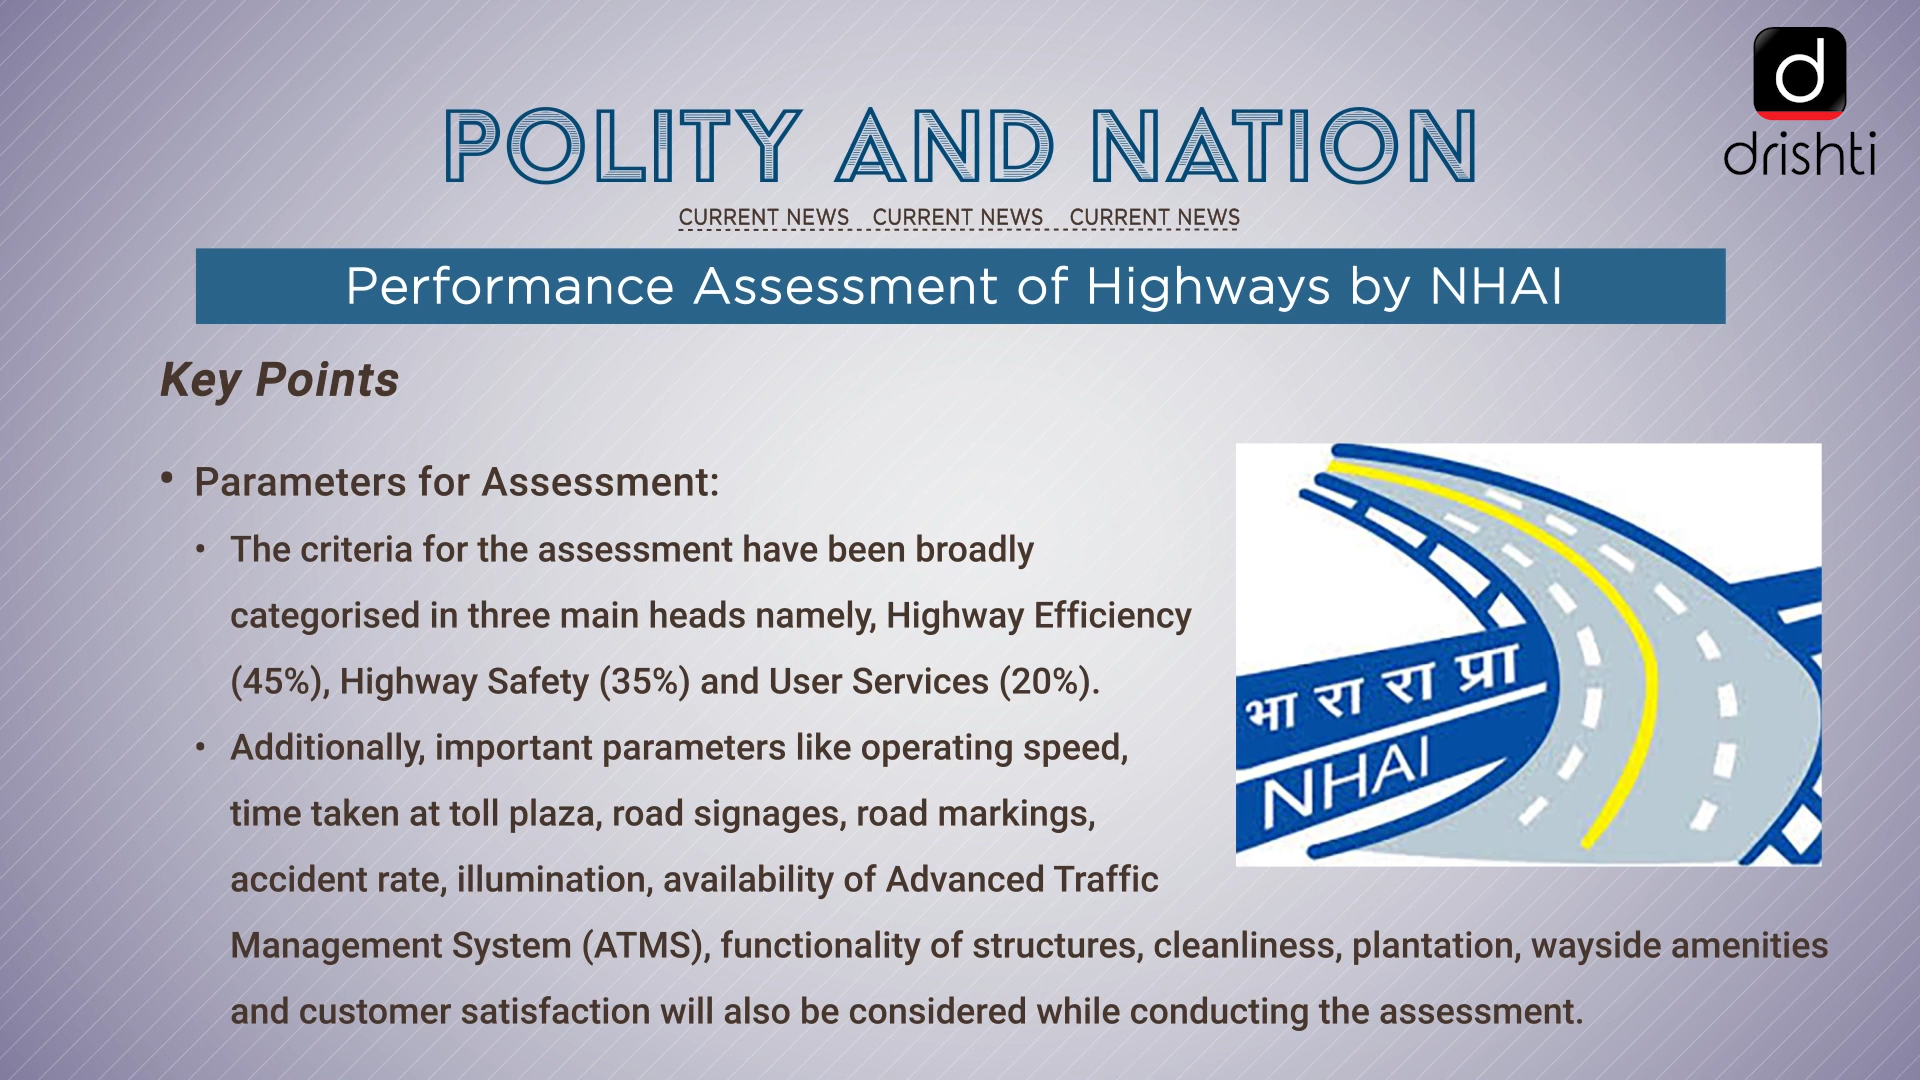 d
drishti
POLITY AND NATION
CURRENT NEWS CURRENT NEWS CURRENT NEWS
Performance Assessment of Highways by NHAI
Key Points
• Parameters for Assessment:
• The criteria for the assessment have been broadly
categorised in three main heads namely, Highway Efficiency
(45%), Highway Safety (35%) and User Services (20%).
• Additionally, important parameters like operating speed,
time taken at toll plaza, road signages, road markings,
accident rate, illumination, availability of Advanced Traffic
Management System (ATMS), functionality of structures, cleanliness, plantation, wayside amenities
and customer satisfaction will also be considered while conducting the assessment.
भा रा रा प्रा
NHAI